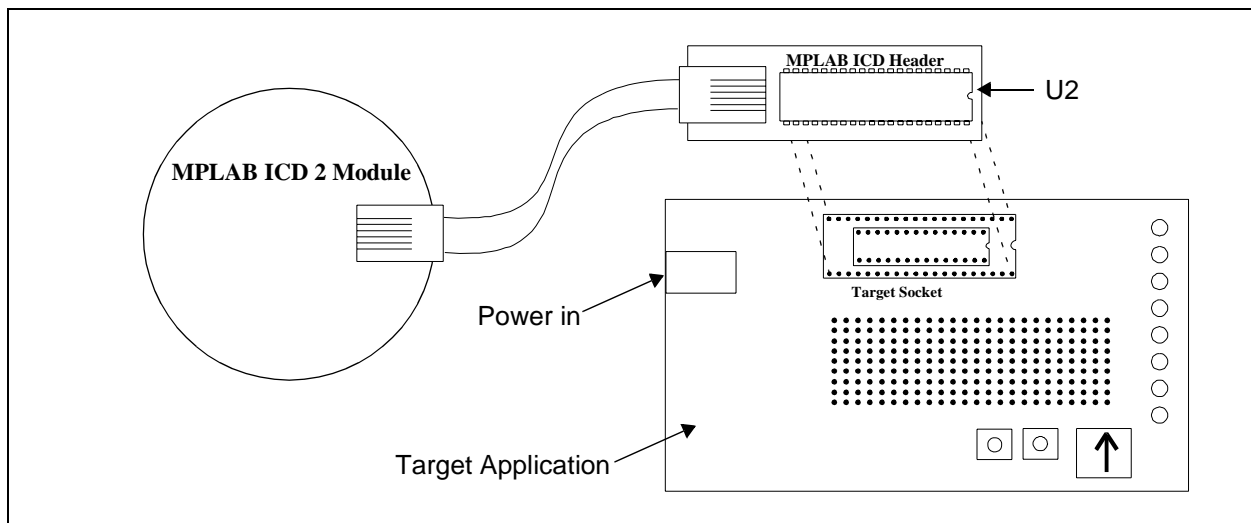 MPLAB ICD Header
U2
MPLAB ICD 2 Module
Power in
Target Socket
Target Application